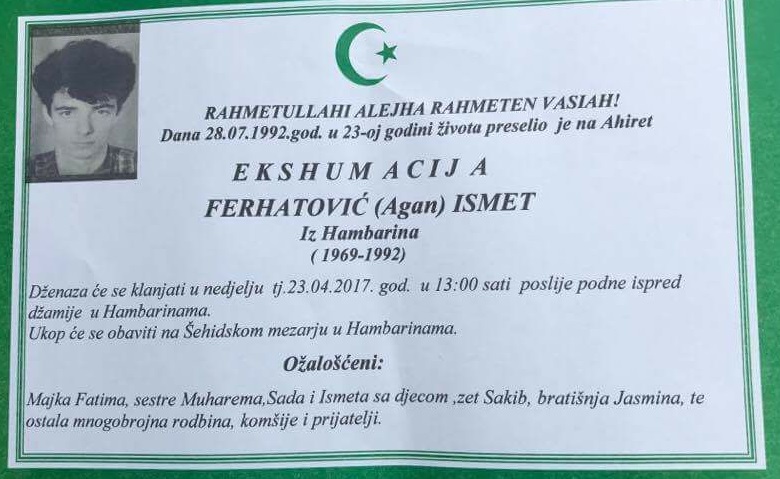 RAHMETULLAHI ALEJHA RAHMETEN VASIAH!
Dana 28.07.1992.god. u 23-oj godini života preselio je na Ahiret
EKSHUMACIJA
FERHATOVIĆ (Agan) ISMET
Iz Hambarina
( 1969-1992)
Dženaza će se klanjati u nedjelju tj.23.04.2017. god. u 13:00 sati poslije podne ispred
džamije u Hambarinama.
Ukop će se obaviti na Šehidskom mezarju u Hambarinama.
Ožalošćeni:
Majka Fatima, sestre Muharema,Sada i Ismeta sa djecom ,zet Sakib, bratišnja Jasmina, te
ostala mnogobrojna rodbina, komšije i prijatelji.